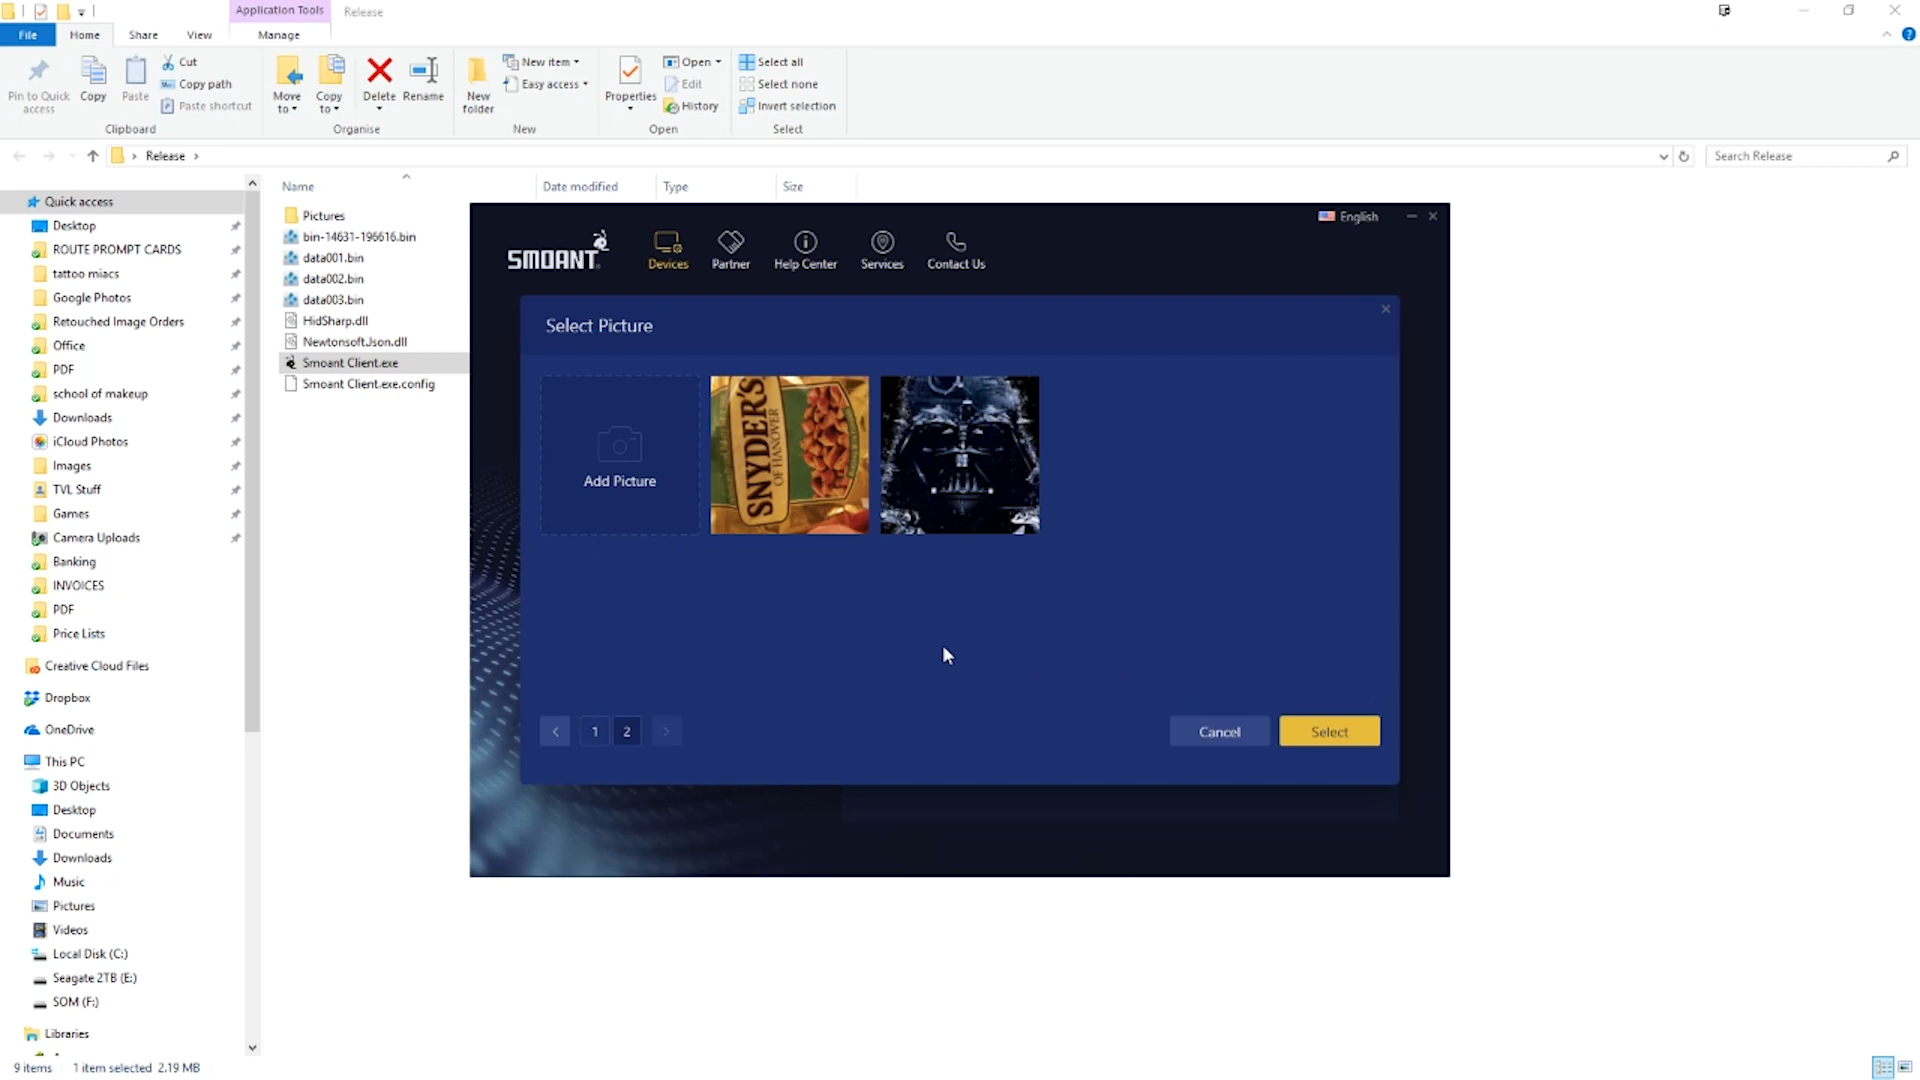 Application Tools
Release
File
Home
Share
View
Manage
Pin to Quick access
Copy
Paste
Cut
Copy path
Paste shortcut
Clipboard
Move to
Copy to
Delete
Rename
Organise
New folder
New item
Easy access
New
Properties
Open
Edit
History
Open
Select all
Select none
Invert selection
Select
Release
Search Release
Name
Date modified
Type
Size
Quick access
Desktop
ROUTE PROMPT CARDS
tattoo miacs
Google Photos
Retouched Image Orders
Office
PDF
school of makeup
Downloads
iCloud Photos
Images
TVL Stuff
Games
Camera Uploads
Banking
INVOICES
PDF
Price Lists
Creative Cloud Files
Dropbox
OneDrive
This PC
3D Objects
Desktop
Documents
Downloads
Music
Pictures
Videos
Local Disk (C:)
Seagate 2TB (E:)
SOM (F:)
Libraries
Pictures
bin-14631-196616.bin
data001.bin
data002.bin
data003.bin
HidSharp.dll
Newtonsoft.Json.dll
Smoant Client.exe
Smoant Client.exe.config
English
SMOANT
Devices
Partner
Help Center
Services
Contact Us
Select Picture
Add Picture
SNYDER'S
OF HANOVER
1
2
Cancel
Select
9 items
1 item selected 2.19 MB